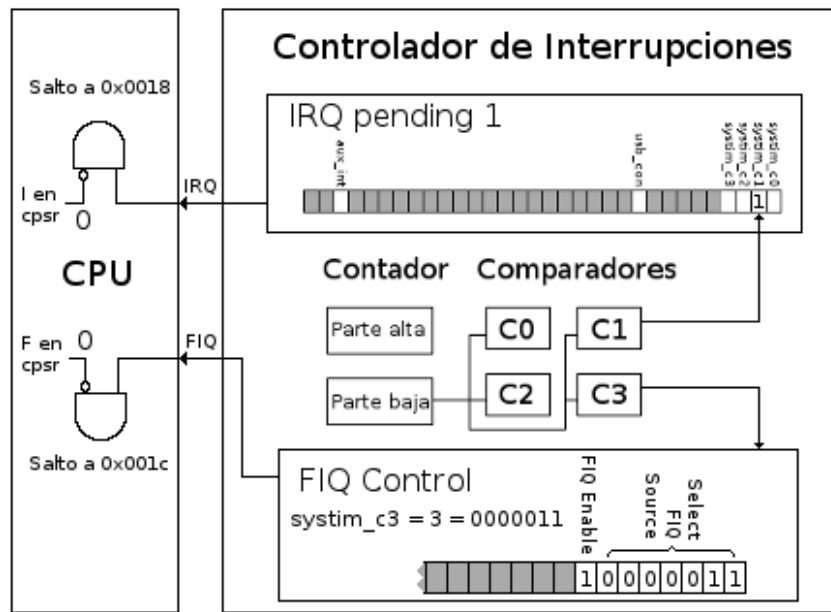 Controlador de Interrupciones
Salto a 0x0018
IRQ pending 1
aux_int
usb_con
systim_c3
systim_c2
systim_c1
systim_c0
1
I en
cpsr
0
IRQ
CPU
Contador
Comparadores
Parte alta
C0
C1
Parte baja
C2
C3
F en
cpsr
0
FIQ
Salto a 0x001c
FIQ Control
systim_c3 = 3 = 0000011
FIQ Enable
Select
FIQ
Source
1 0 0 0 0 0 1 1